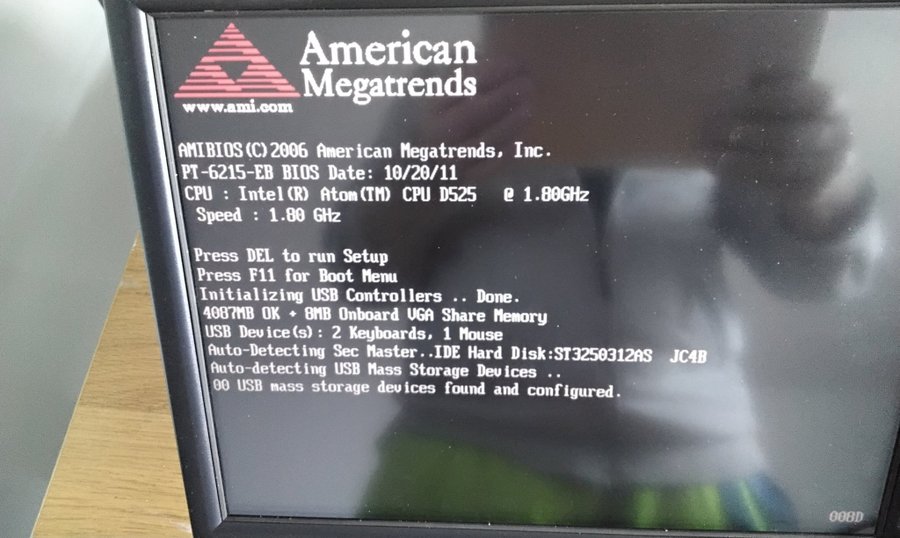 American
Megatrends
www.ami.com
AMIBIOS(C)2006 American Megatrends, Inc.
PT-6215-EB BIOS Date: 10/20/11
CPU : Intel(R) Atom(TM) CPU D525 @ 1.80GHz
Speed : 1.80 GHz
Press DEL to run Setup
Press F11 for Boot Menu
Initializing USB Controllers .. Done.
4087MB OK + 8MB Onboard VGA Share Memory
USB Device(s): 2 Keyboards, 1 Mouse
Auto-Detecting Sec Master..IDE Hard Disk:ST3250312AS JC4B
Auto-detecting USB Mass Storage Devices ..
00 USB mass storage devices found and configured.
008D